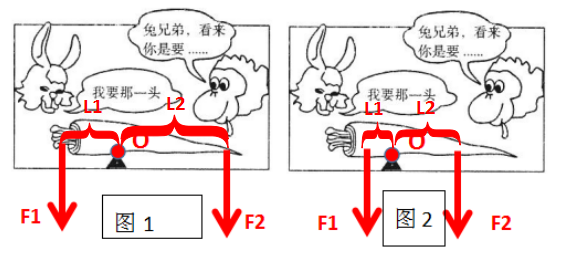 兔兄弟，看来
你是要……
我要那一头
L1
L2
O
F1
F2
图 1
兔兄弟，看来
你是要……
我要那一头
L1
L2
O
F1
F2
图 2